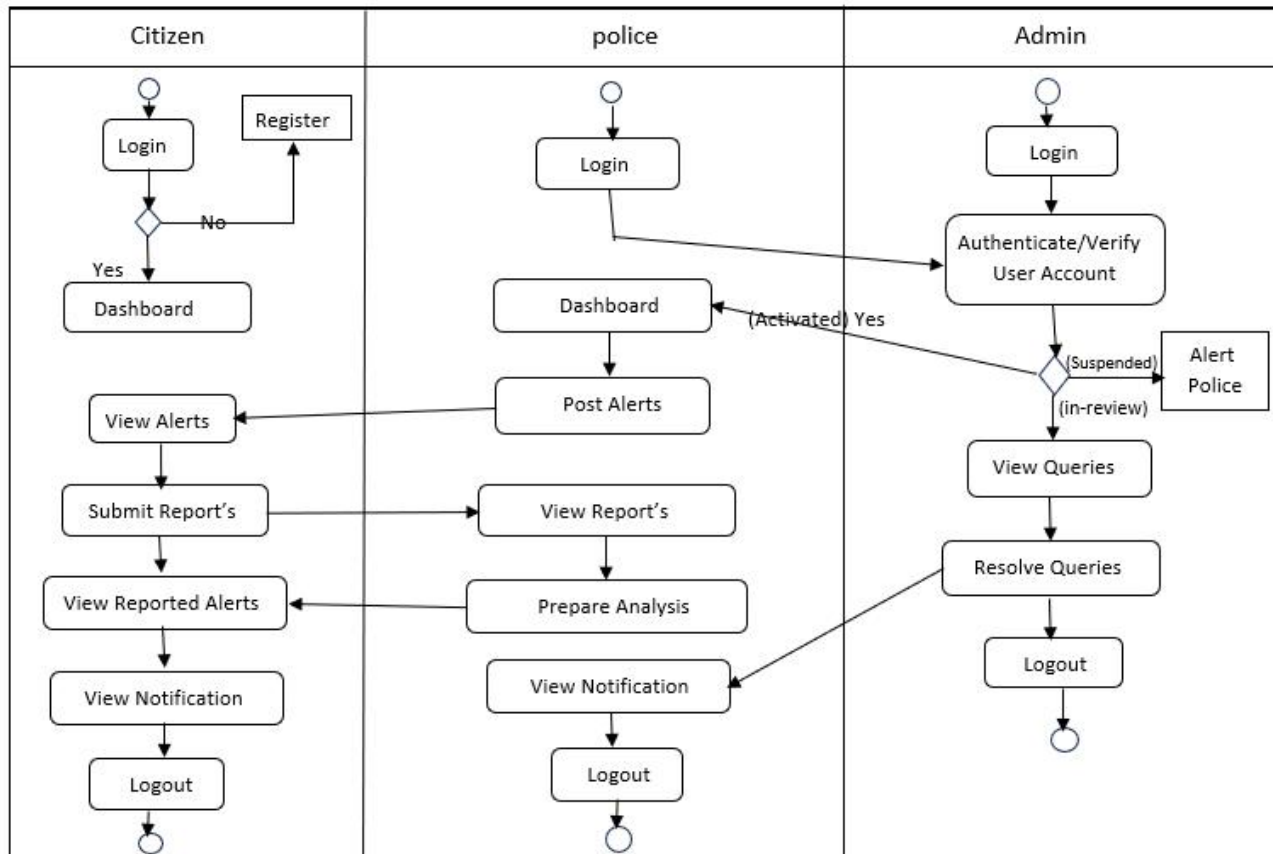 Citizen
police
Admin
Register
Login
No
Yes
Dashboard
View Alerts
Submit Report’s
View Reported Alerts
View Notification
Logout
Login
Dashboard
(Activated) Yes
Post Alerts
View Report’s
Prepare Analysis
View Notification
Logout
Login
Authenticate/Verify
User Account
(Suspended)
Alert
Police
(in-review)
View Queries
Resolve Queries
Logout